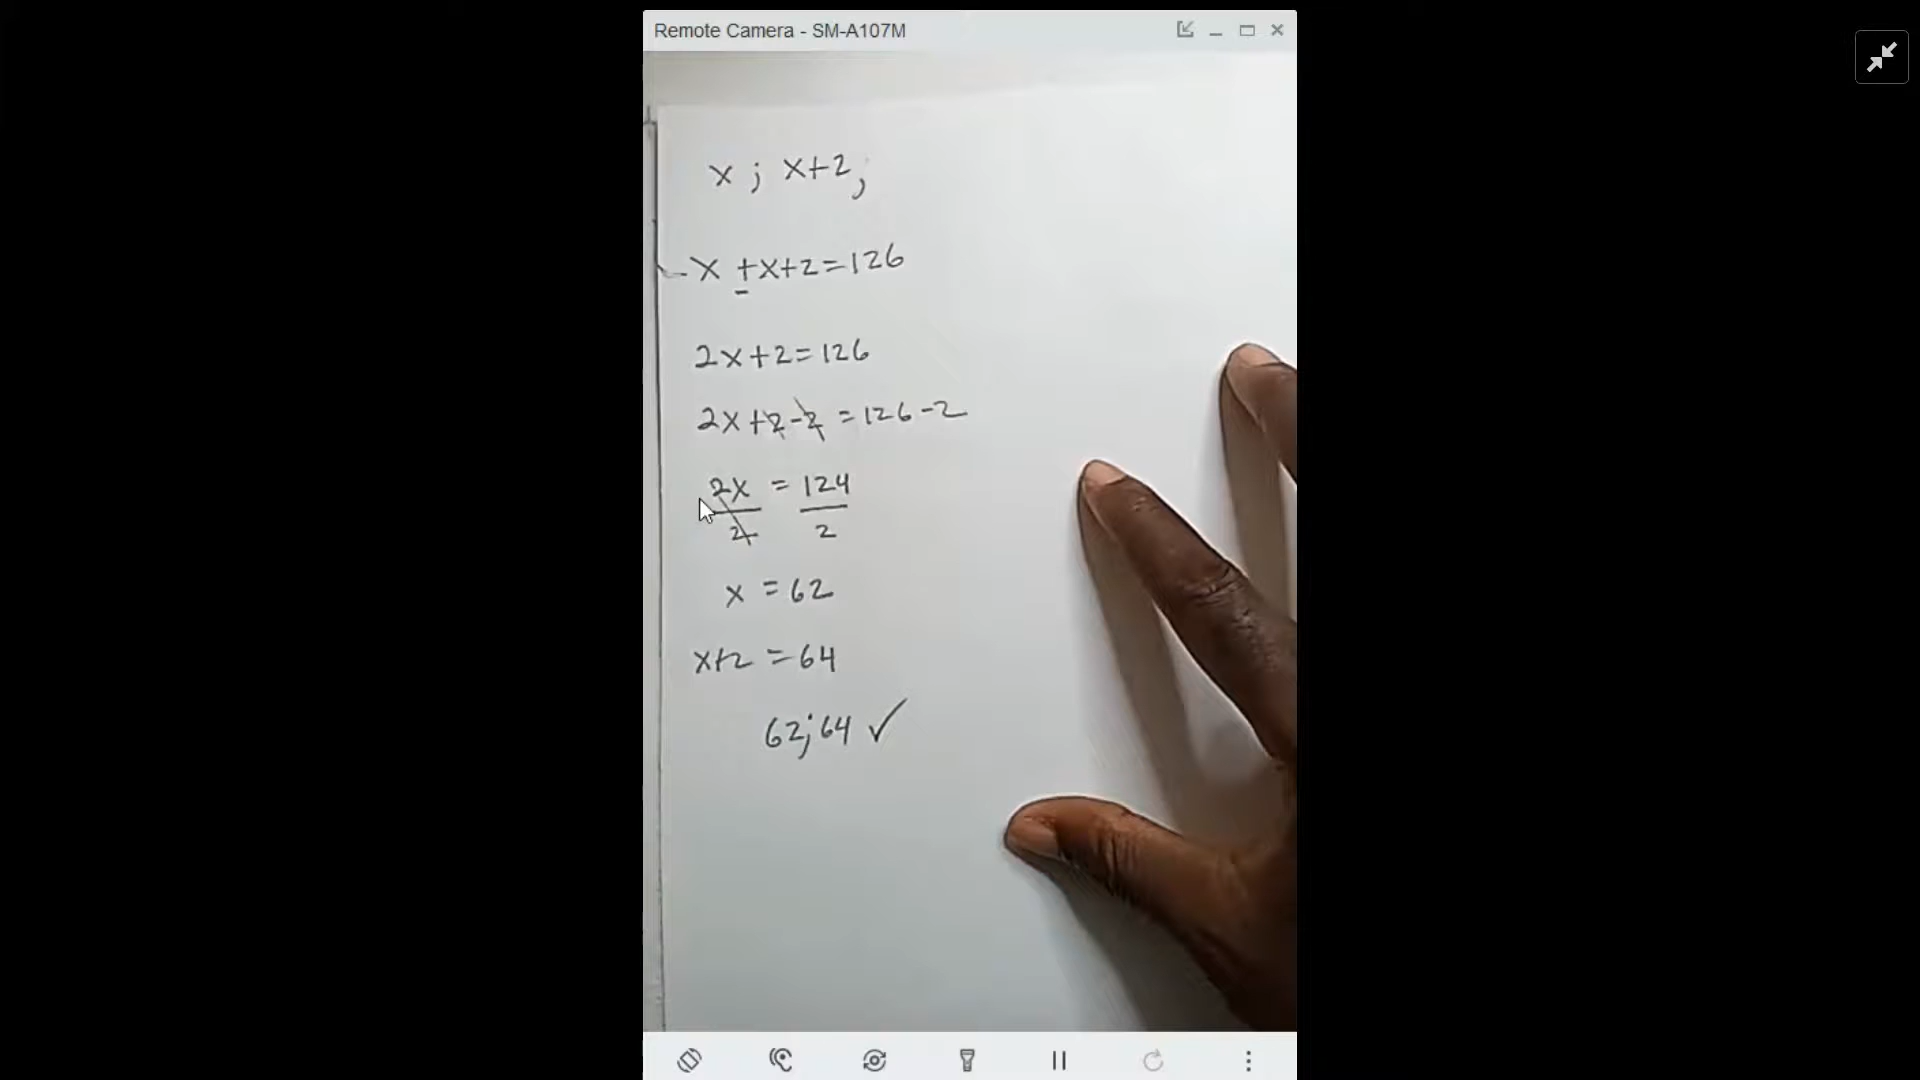 Remote Camera - SM-A107M
x ; x+2 ;
x + x+2=126
2x+2=126
2x+2-2 =126-2
2x = 124
2 2
x = 62
x+2 = 64
62; 64 ✓